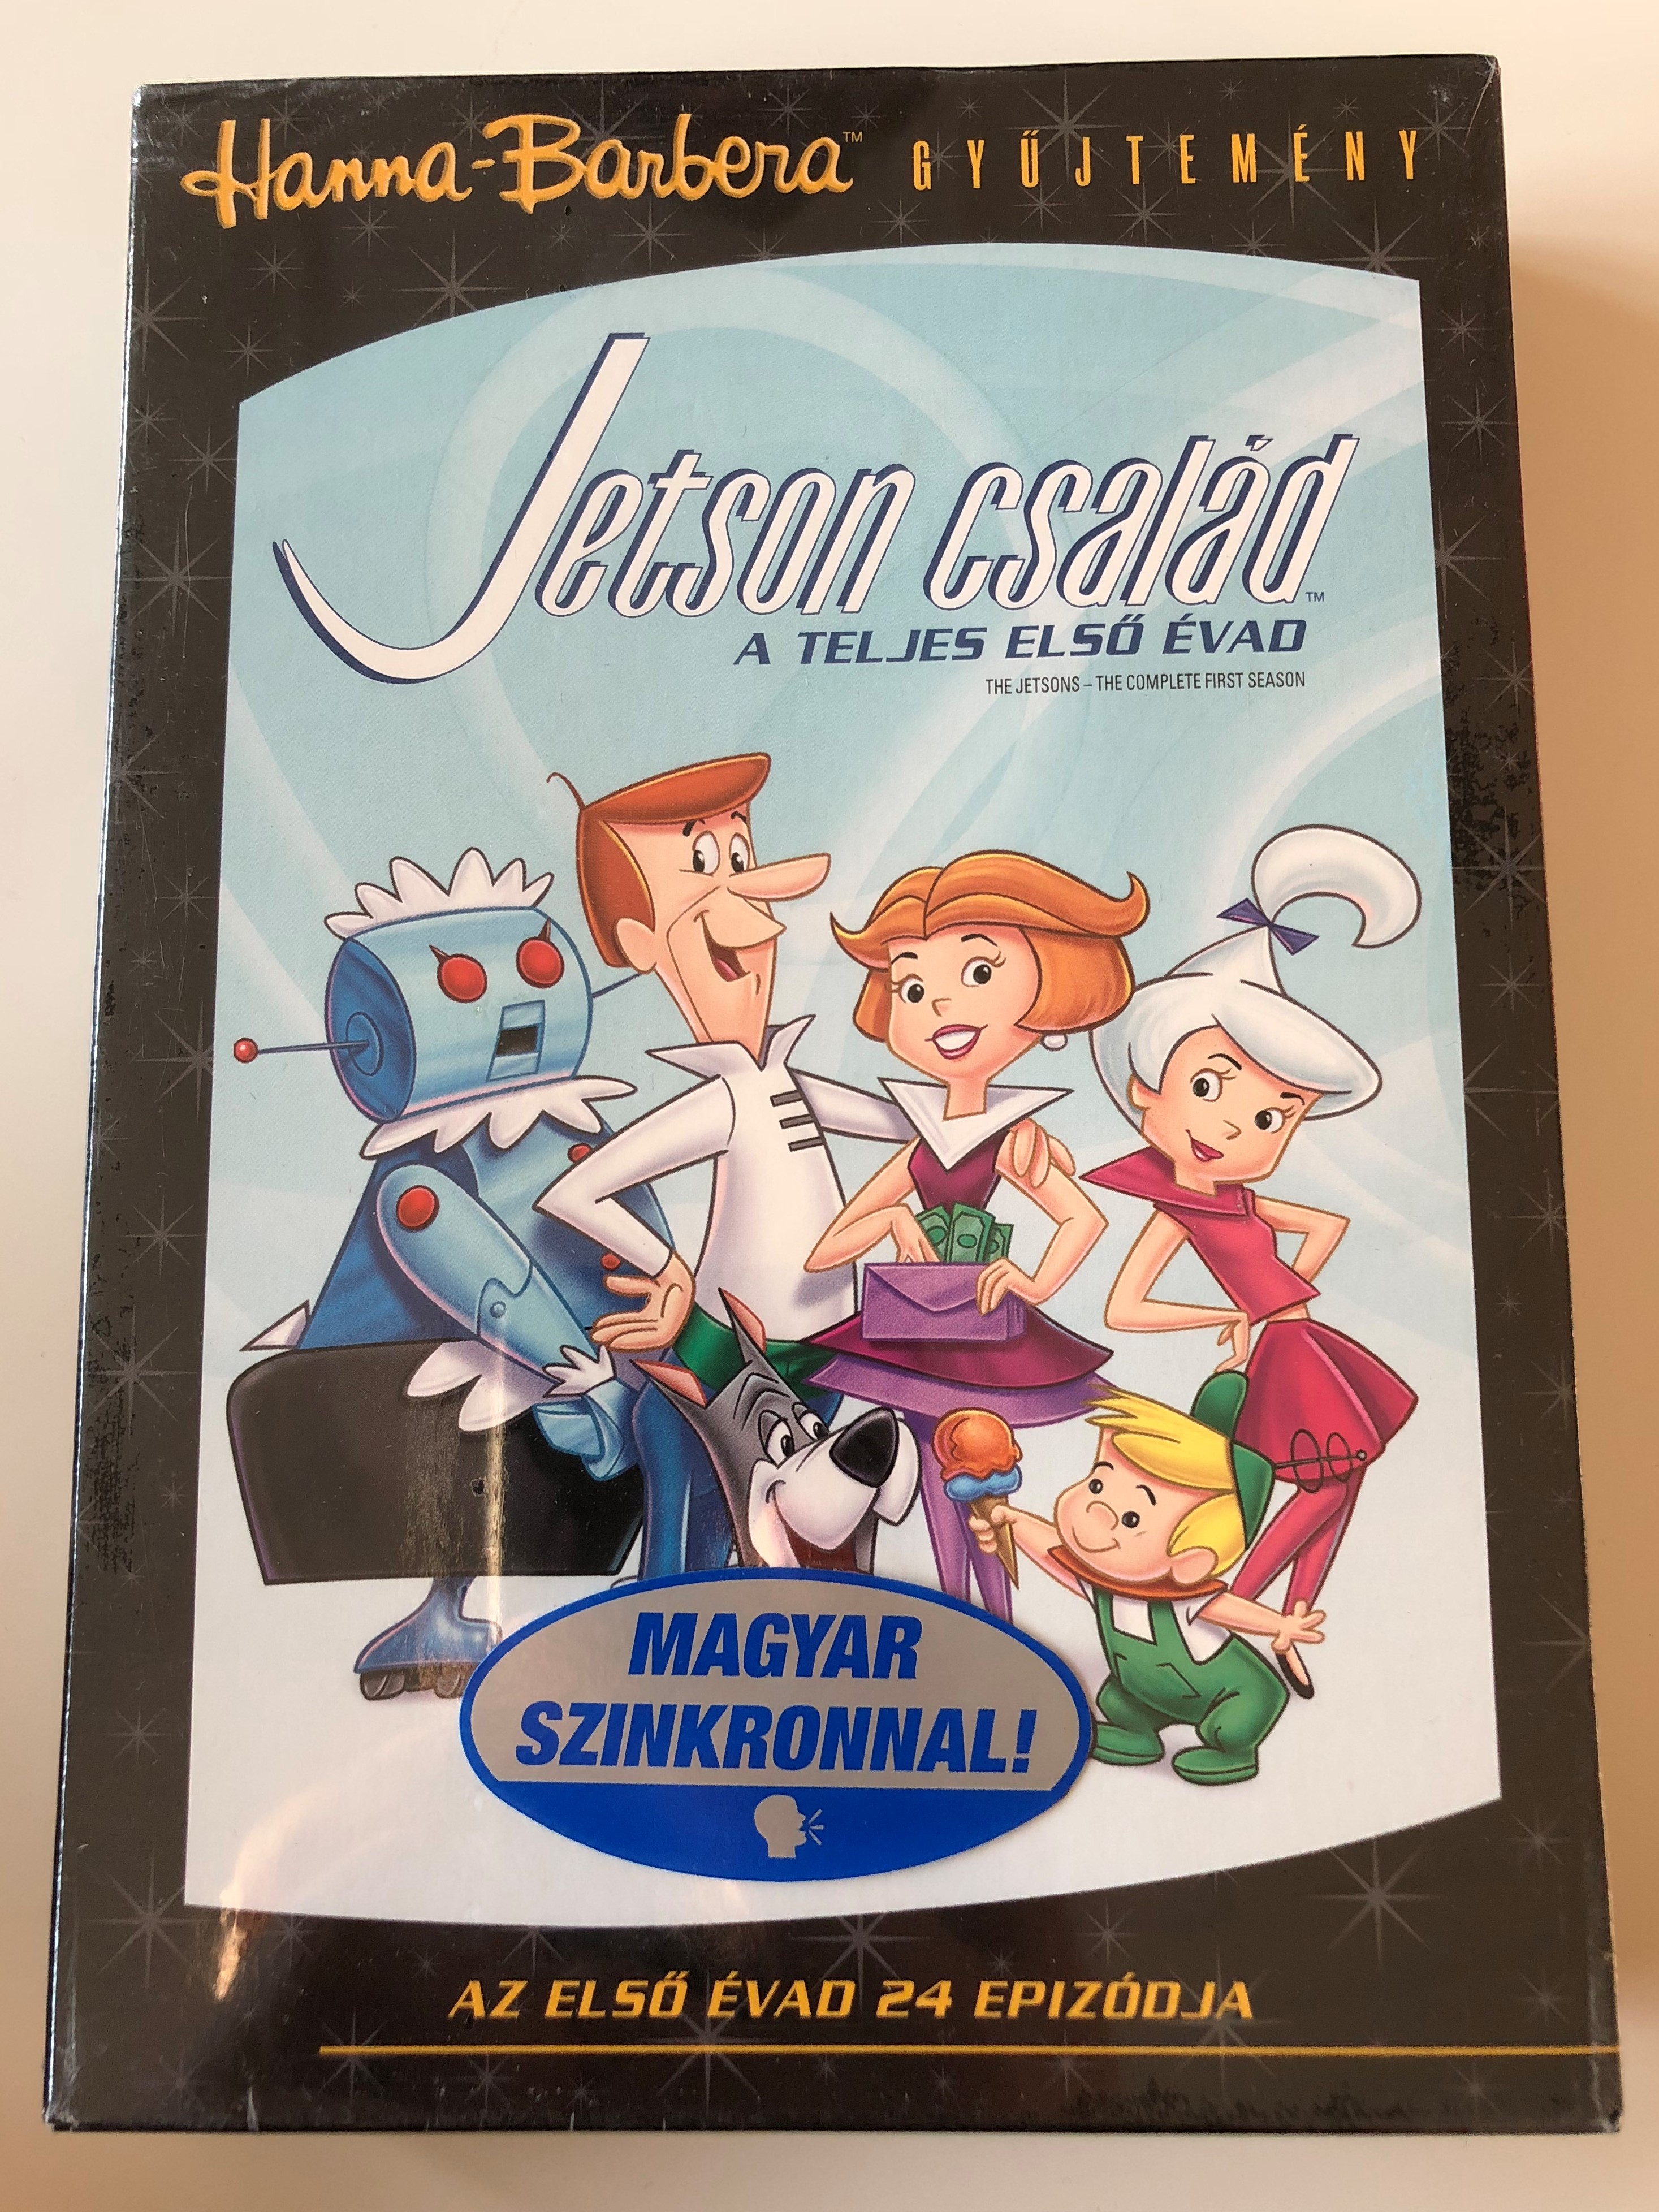 Hanna-Barbera™ GYŰJTEMÉNY
Jetson család™
A TELJES ELSŐ ÉVAD
THE JETSONS – THE COMPLETE FIRST SEASON
MAGYAR
SZINKRONNAL!
AZ ELSŐ ÉVAD 24 EPIZÓDJA